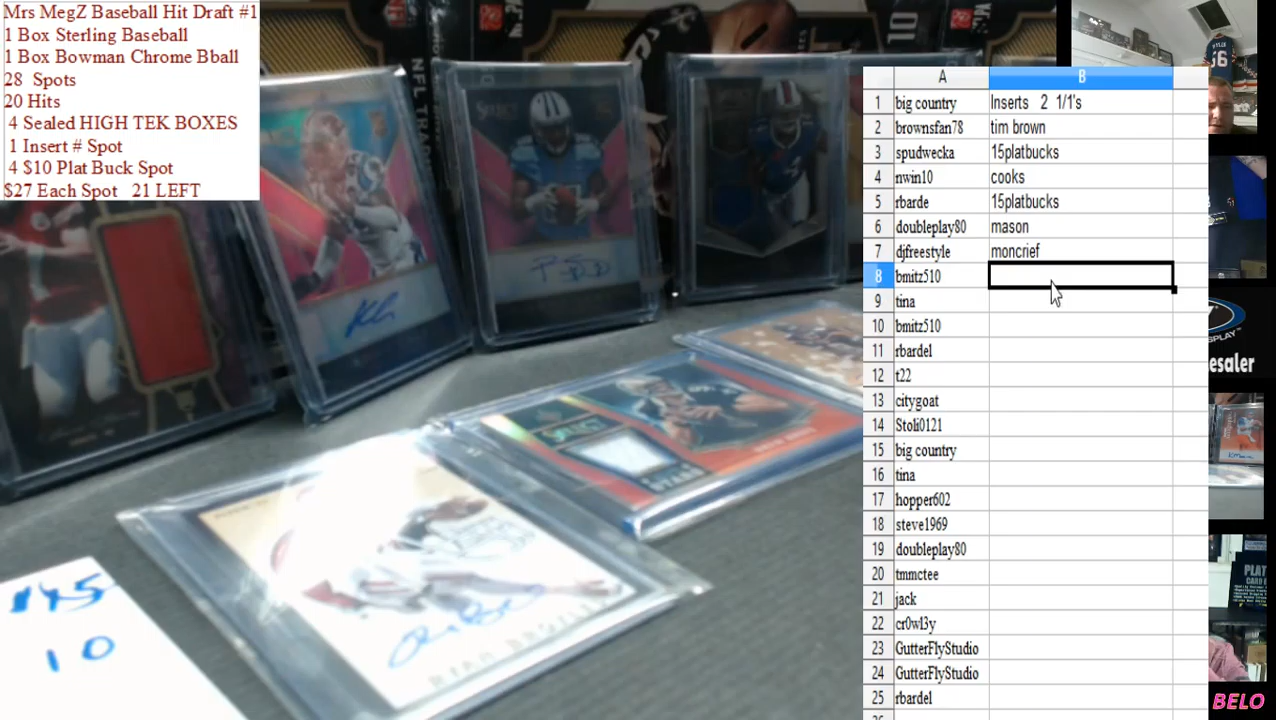 Mrs MegZ Baseball Hit Draft #1
1 Box Sterling Baseball
1 Box Bowman Chrome Bball
28 Spots
20 Hits
4 Sealed HIGH TEK BOXES
1 Insert # Spot
4 $10 Plat Buck Spot
$27 Each Spot 21 LEFT
A B
1 big country Inserts 2 1/1's
2 brownsfan78 tim brown
3 spudwecka 15platbucks
4 nwin10 cooks
5 rbarde 15platbucks
6 doubleplay80 mason
7 djfreestyle moncrief
8 bmitz510
9 tina
10 bmitz510
11 rbardel
12 t22
13 citygoat
14 Stoli0121
15 big country
16 tina
17 hopper602
18 steve1969
19 doubleplay80
20 tmmctee
21 jack
22 cr0wl3y
23 GutterFlyStudio
24 GutterFlyStudio
25 rbardel
10
NFL
56
esaler
BELO